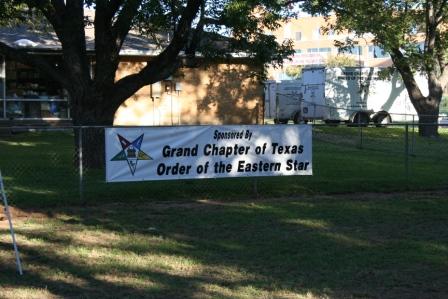 Sponsored By
Grand Chapter of Texas
Order of the Eastern Star